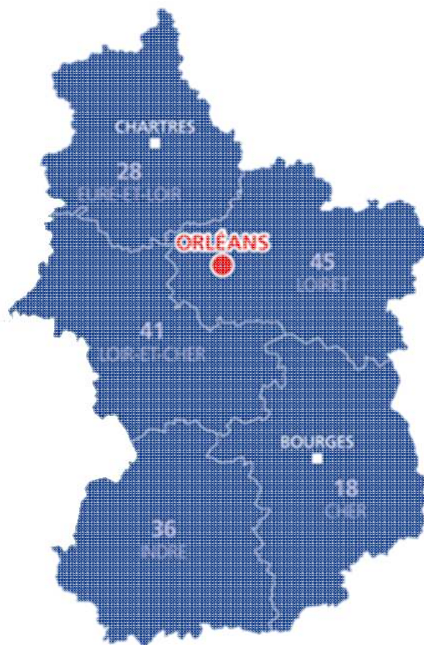 CHARTRES
28
EURE-ET-LOIR
ORLÉANS
45
LOIRET
41
LOIR-ET-CHER
BOURGES
18
CHER
36
INDRE